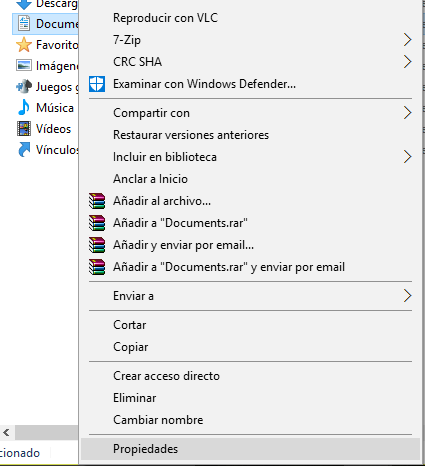 Descarg
Reproducir con VLC
Docume
7-Zip
Favorito
CRC SHA
Imágene
Examinar con Windows Defender...
Juegos g
Compartir con
Música
Restaurar versiones anteriores
Vídeos
Incluir en biblioteca
Vínculos
Anclar a Inicio
Añadir al archivo...
Añadir a "Documents.rar"
Añadir y enviar por email...
Añadir a "Documents.rar" y enviar por email
Enviar a
Cortar
Copiar
Crear acceso directo
Eliminar
Cambiar nombre
cionado
Propiedades